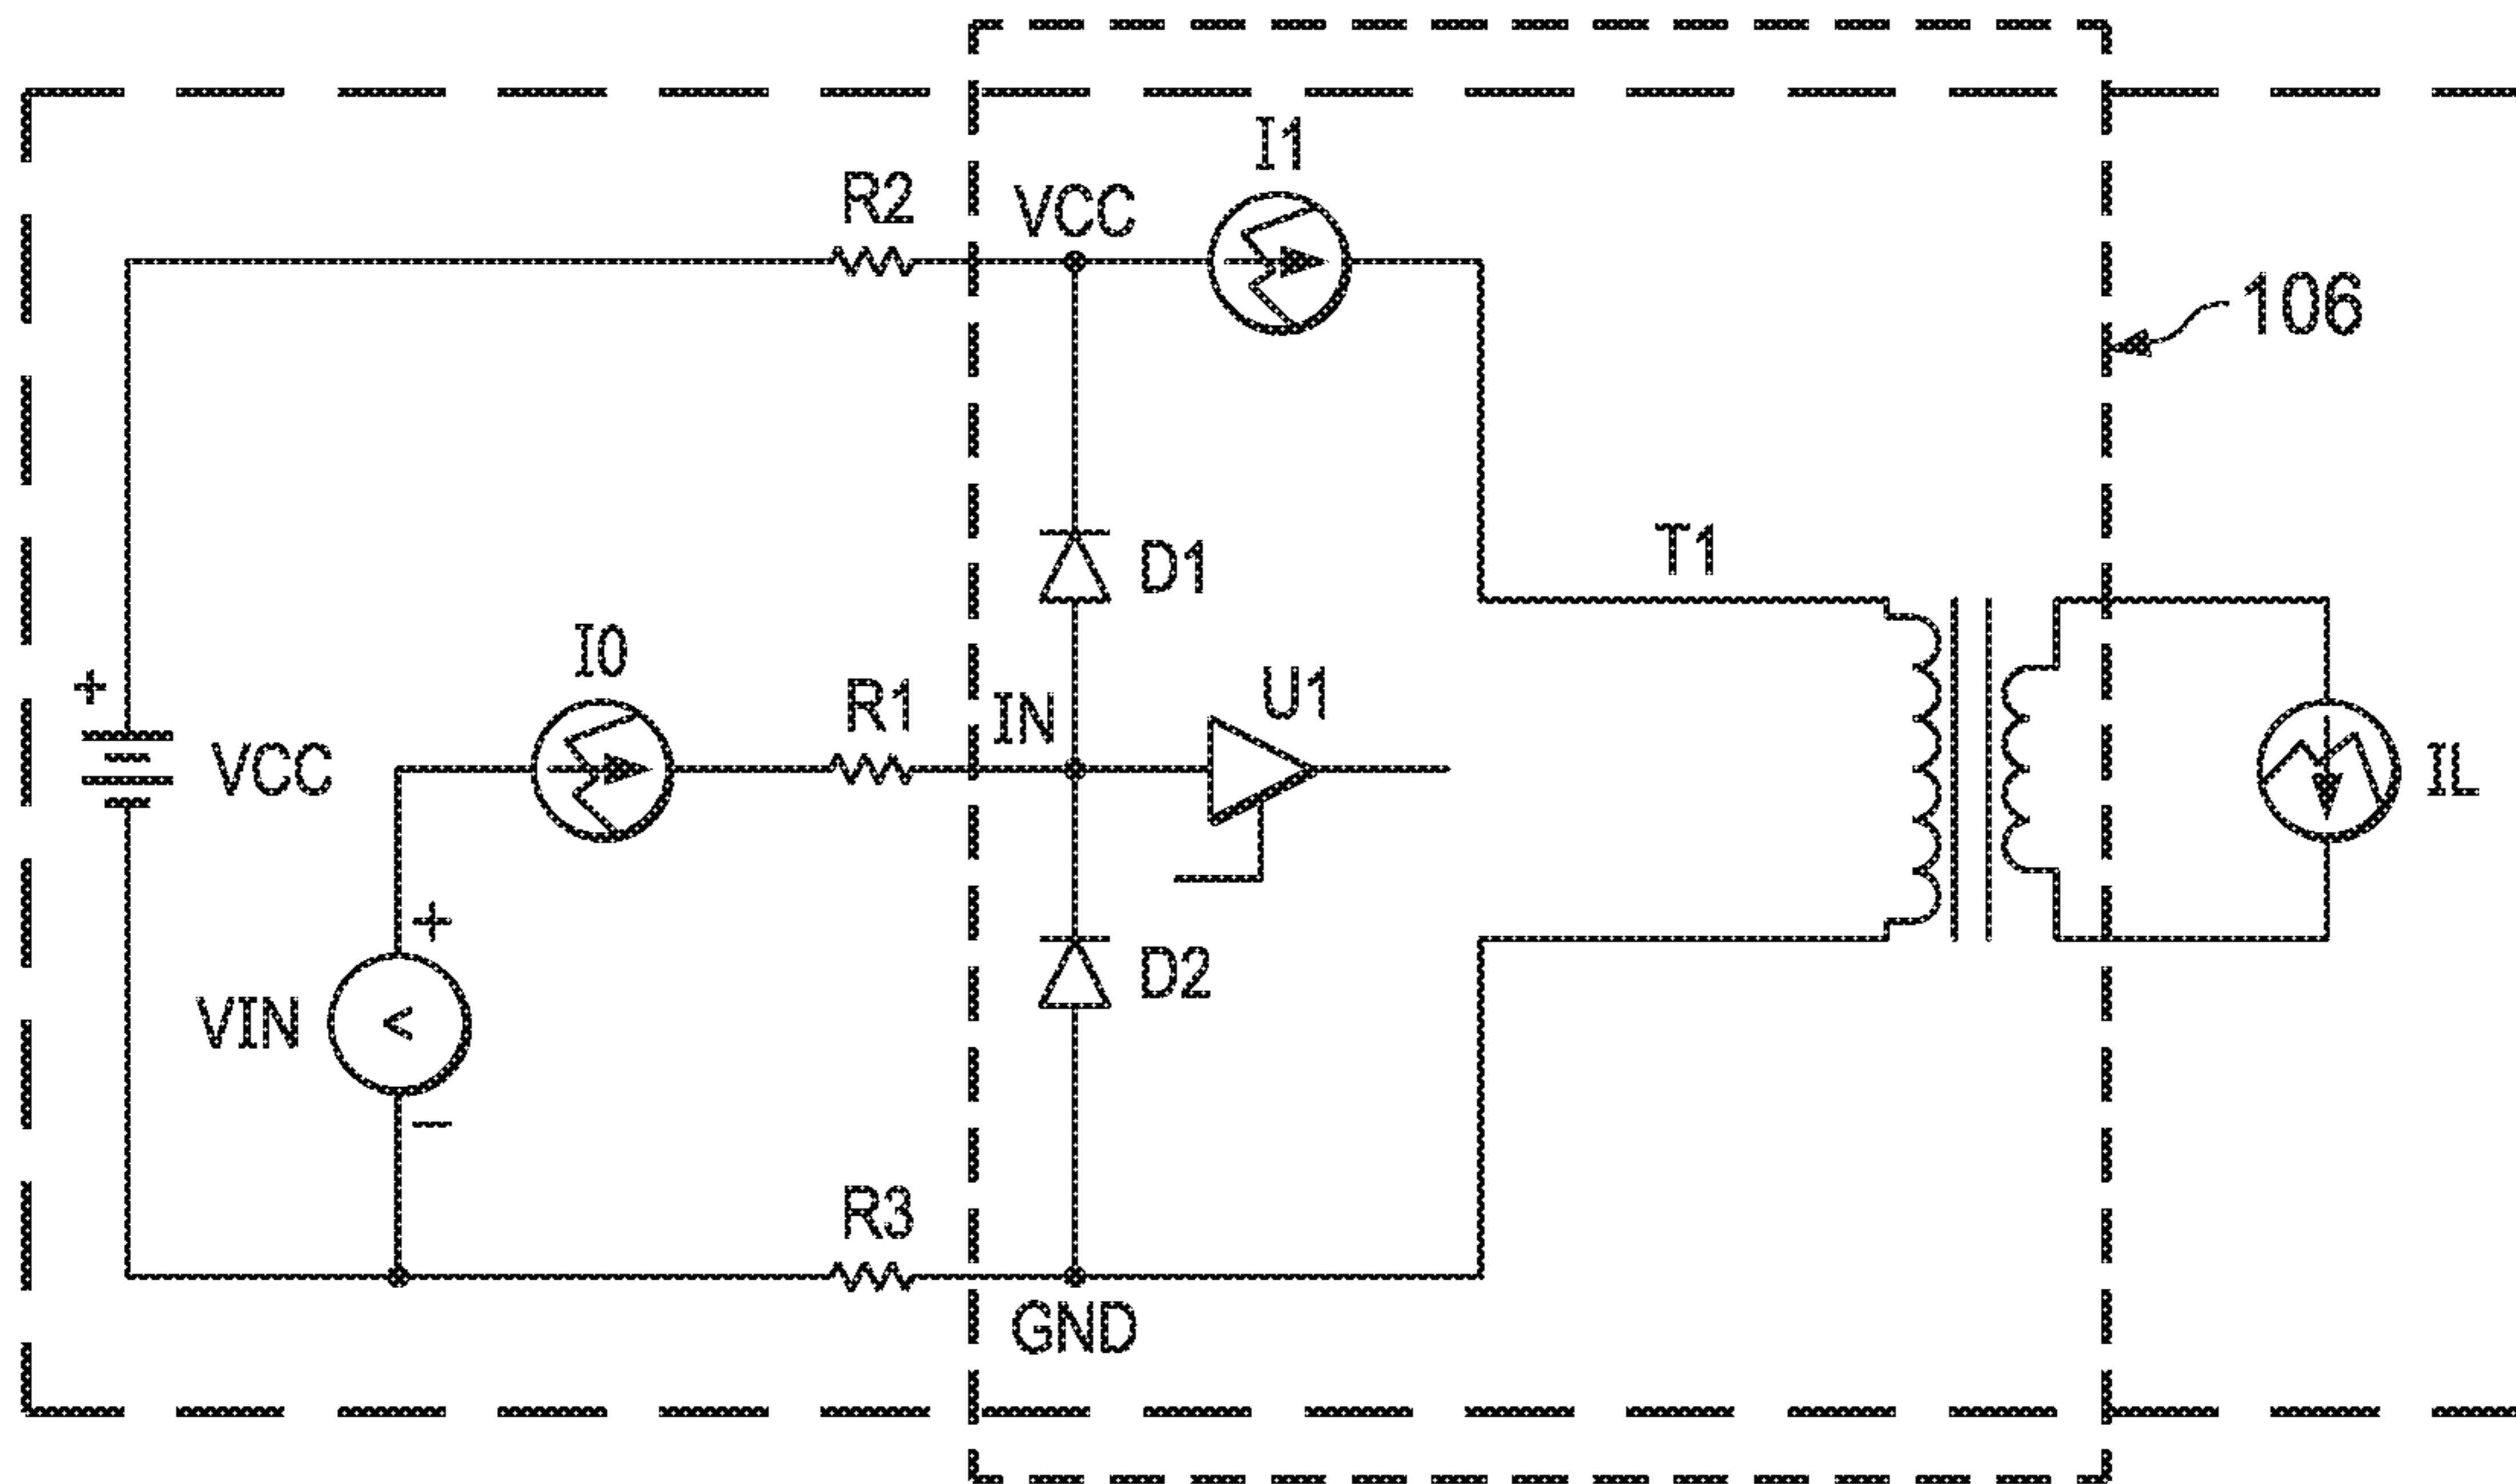 I1
R2
VCC
106
T1
D1
I0
R1
IN
U1
+
VCC
IL
+
VIN
<
D2
−
R3
GND